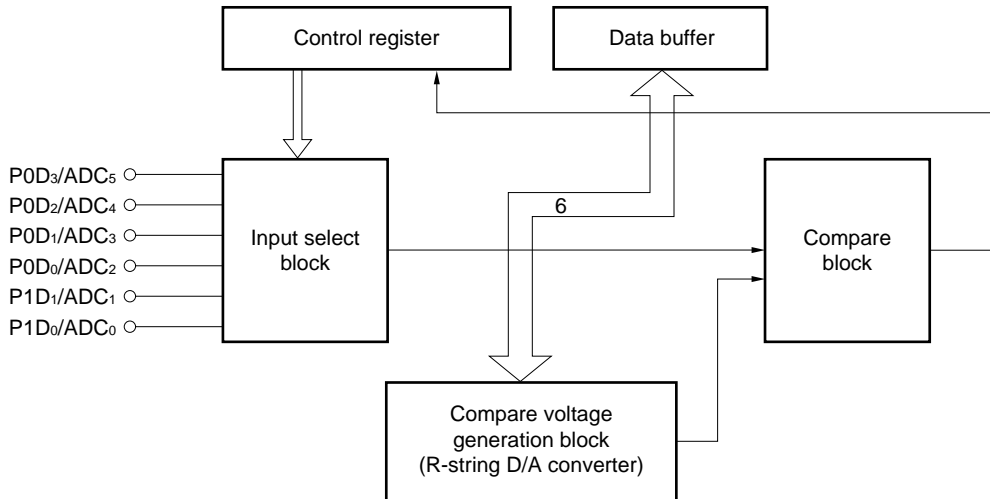 Control register
Data buffer
P0D₃/ADC₅
P0D₂/ADC₄
P0D₁/ADC₃
P0D₀/ADC₂
P1D₁/ADC₁
P1D₀/ADC₀
Input select
block
6
Compare
block
Compare voltage
generation block
(R-string D/A converter)